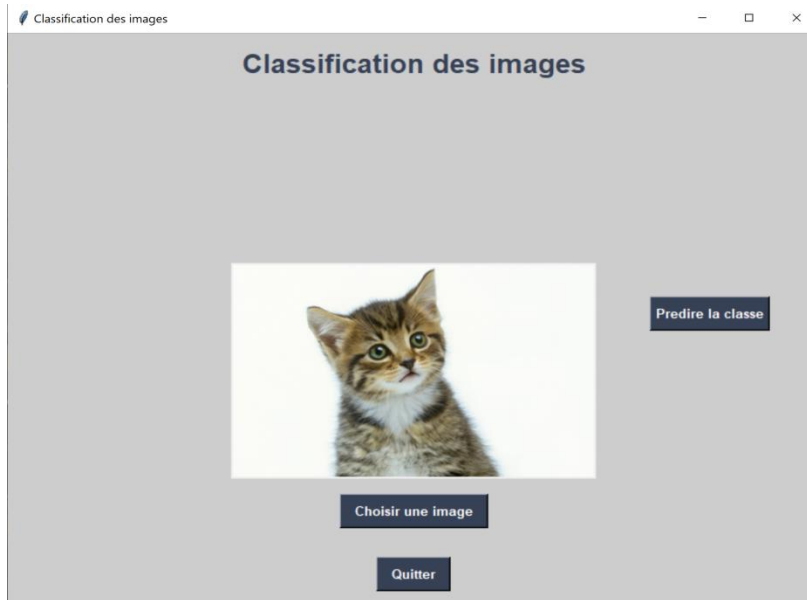 Classification des images
Classification des images
Predire la classe
Choisir une image
Quitter